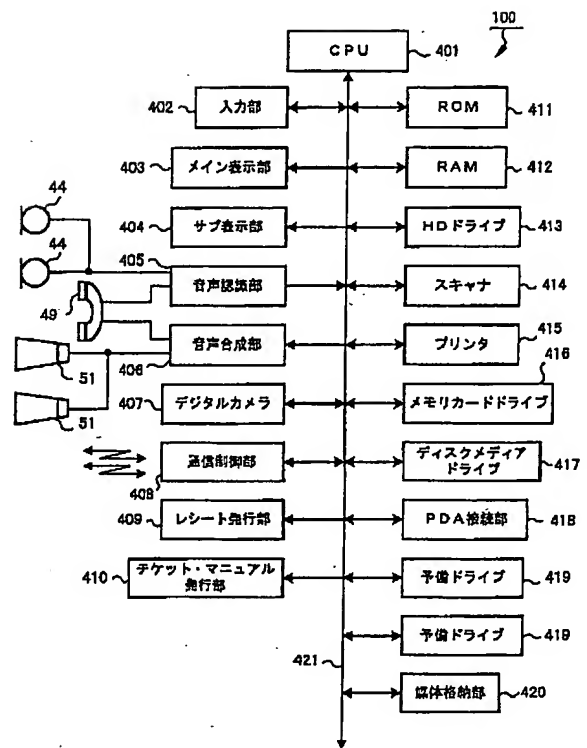 100
CPU
401
402
入力部
ROM
411
403
メイン表示部
RAM
412
44
404
サブ表示部
HDドライブ
413
44
405
音声認識部
スキャナ
414
49
音声合成部
406
プリンタ
415
51
407
デジタルカメラ
メモリカードドライブ
416
51
通信制御部
408
ディスクメディア
ドライブ
417
409
レシート発行部
PDA接続部
418
410
チケット・マニュアル
発行部
予備ドライブ
419
予備ドライブ
419
421
媒体格納部
420